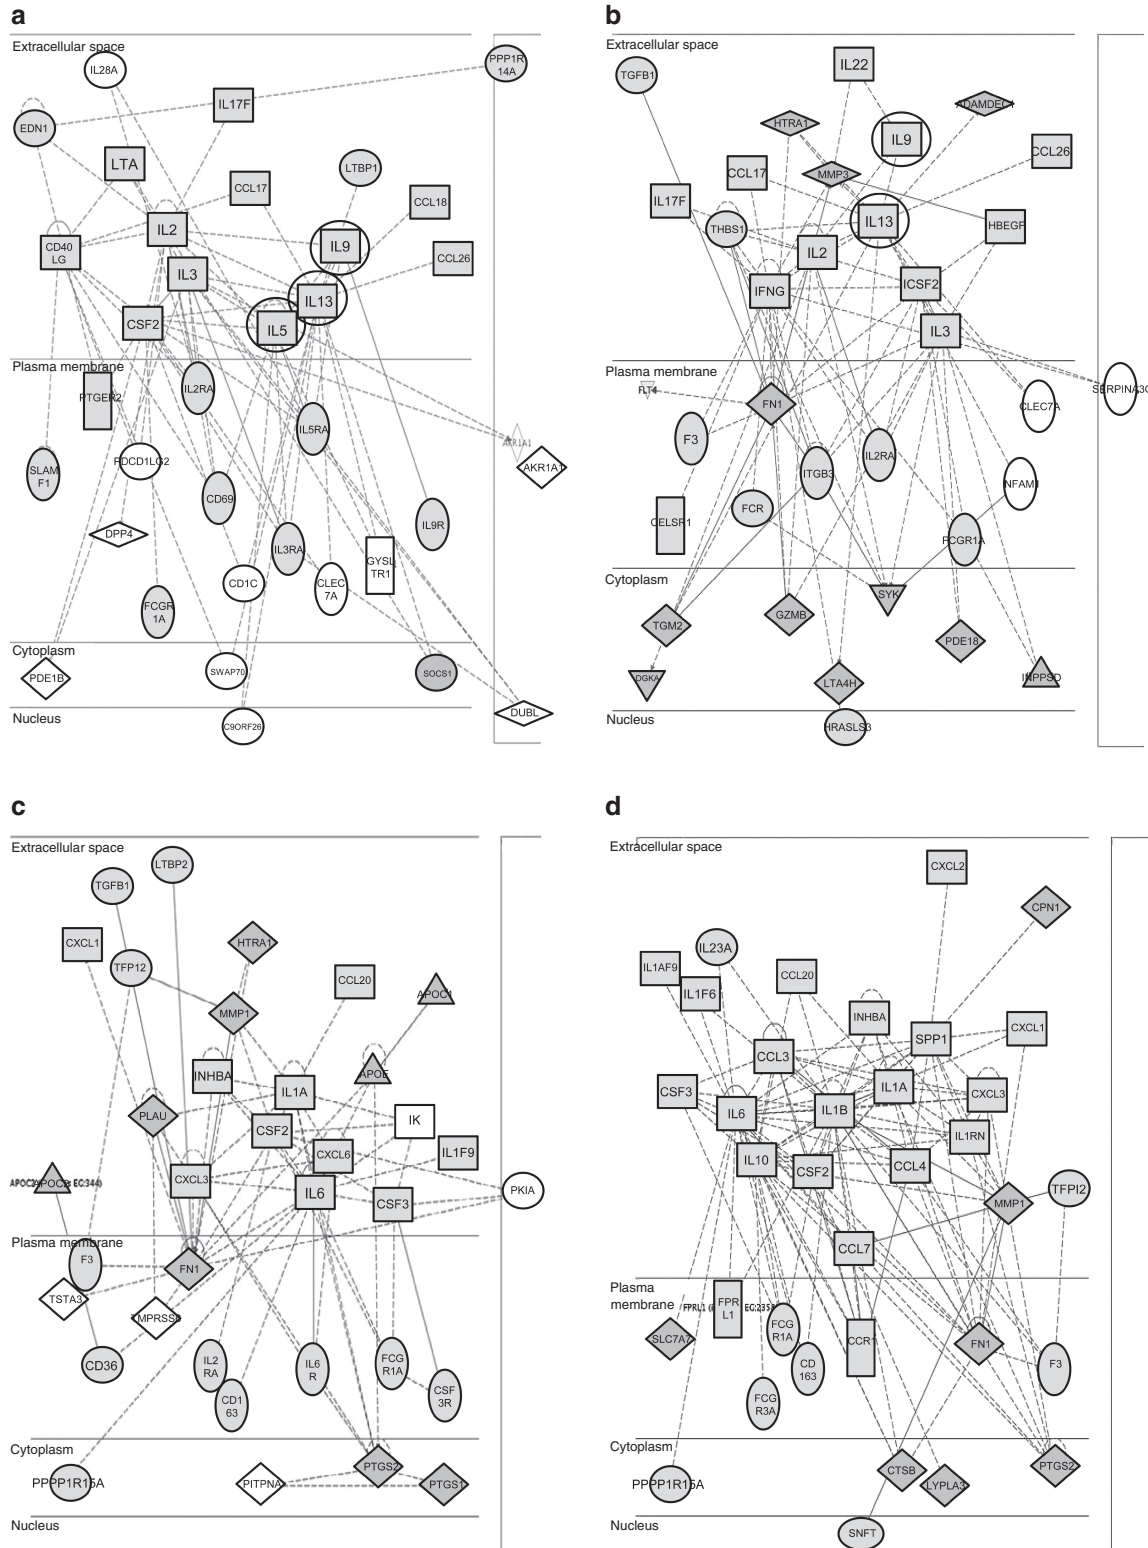 a
Extracellular space
IL28A
PPP1R
14A
IL17F
EDN1
LTA
LTBP1
CCL17
CCL18
IL2
CD40
LG
IL9
CCL26
IL3
IL13
CSF2
IL5
Plasma membrane
PTGER2
IL2RA
IL5RA
AKR1A1
AKR1A1
PDCD1LG2
SLAM
F1
CD69
IL9R
DPP4
IL3RA
GYSL
TR1
CD1C
CLEC
7A
FCGR
1A
Cytoplasm
PDE1B
SWAP70
SOCS1
Nucleus
C9ORF26
DUBL
b
Extracellular space
TGFB1
IL22
ADAMDEC1
HTRA1
IL9
CCL26
CCL17
MMP3
IL17F
THBS1
IL13
HBEGF
IL2
IFNG
ICSF2
IL3
Plasma membrane
FLT4
FN1
CLEC7A
SERPINA3G
F3
IL2RA
ITGB3
NFAM1
FCR
CELSR1
FCGR1A
Cytoplasm
SYK
TGM2
GZMB
PDE18
DGKA
LTA4H
INPP5D
Nucleus
HRASLS3
c
Extracellular space
LTBP2
TGFB1
CXCL1
HTRA1
TFP12
CCL20
APOC1
MMP1
INHBA
APOE
IL1A
PLAU
CSF2
IK
CXCL6
IL1F9
CXCL3
IL6
CSF3
PKIA
Plasma membrane
F3
FN1
TSTA3
CD36
IL2
RA
IL6
R
FCG
R1A
CD1
63
CSF
3R
Cytoplasm
PTGS2
PPPP1R15A
PITPNA
PTGS1
Nucleus
d
Extracellular space
CXCL2
CPN1
IL23A
IL1AF9
CCL20
IL1F6
INHBA
CXCL1
SPP1
CCL3
CSF3
IL1A
CXCL3
IL6
IL1B
IL1RN
IL10
CSF2
CCL4
TFPI2
MMP1
CCL7
Plasma
membrane
FPR
L1
SLC7A7
FCG
R1A
CCR1
FN1
F3
CD
163
FCG
R3A
Cytoplasm
PTGS2
CTSB
PPPP1R15A
LYPLA3
Nucleus
SNFT